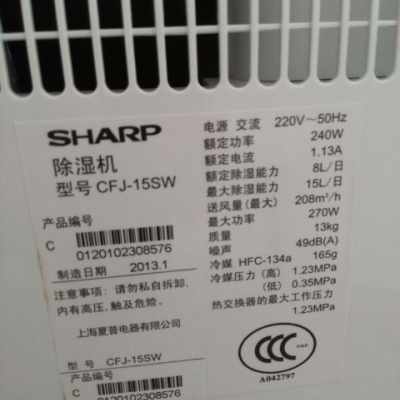 SHARP
除湿机
型号 CFJ-15SW
产品编号
C 0120102308576
制造日期 2013.1
注意事项：请勿私自拆卸,
内有高压,触及危险。
上海夏普电器有限公司
型 号 CFJ-15SW
产品编号
C 0120102308576
电源 交流 220V～50Hz
额定功率 240W
额定电流 1.13A
额定除湿能力 8L/日
最大除湿能力 15L/日
送风量(最大) 208m³/h
最大功率 270W
质量 13kg
噪声 49dB(A)
冷媒 HFC-134a 165g
冷媒压力 (高) 1.23MPa
(低) 0.35MPa
热交换器的最大工作压力
1.23MPa
CCC
A042797